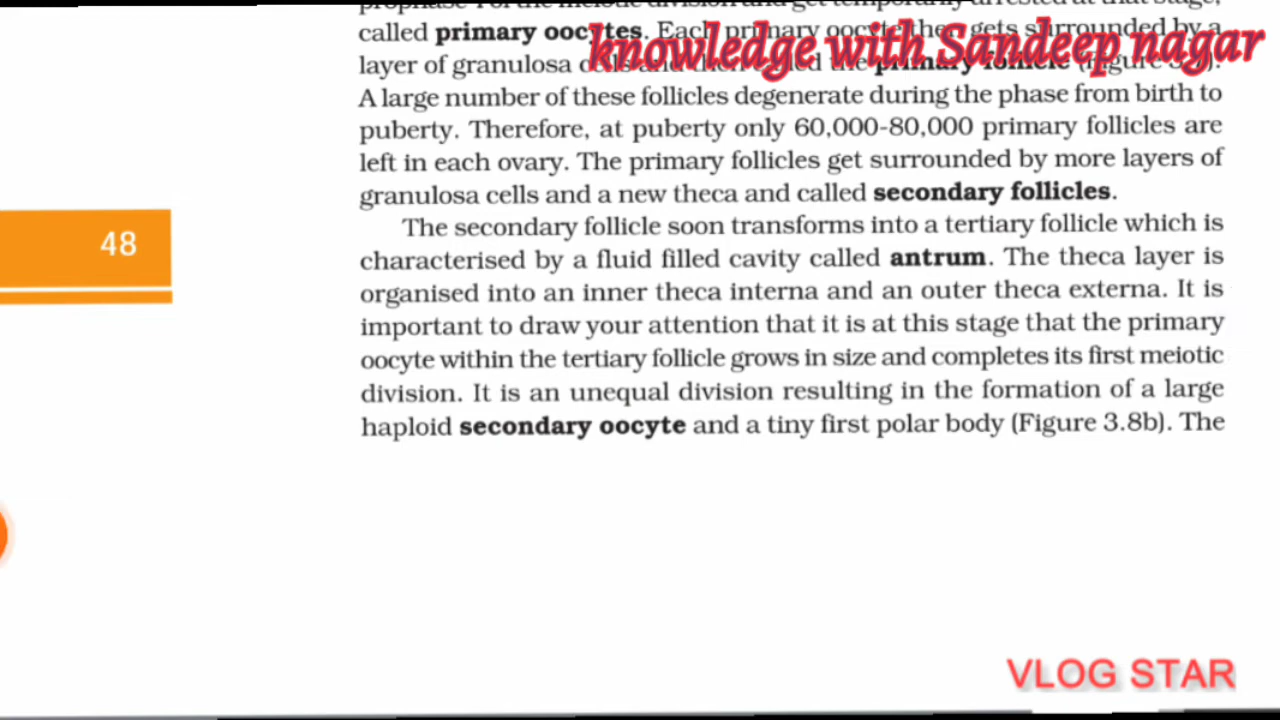 called primary oocytes. Each primary oocyte then gets surrounded by a
knowledge with Sandeep nagar
layer of granulosa cells and then called the primary follicle
A large number of these follicles degenerate during the phase from birth to
puberty. Therefore, at puberty only 60,000-80,000 primary follicles are
left in each ovary. The primary follicles get surrounded by more layers of
granulosa cells and a new theca and called secondary follicles.
The secondary follicle soon transforms into a tertiary follicle which is
48
characterised by a fluid filled cavity called antrum. The theca layer is
organised into an inner theca interna and an outer theca externa. It is
important to draw your attention that it is at this stage that the primary
oocyte within the tertiary follicle grows in size and completes its first meiotic
division. It is an unequal division resulting in the formation of a large
haploid secondary oocyte and a tiny first polar body (Figure 3.8b). The
VLOG STAR